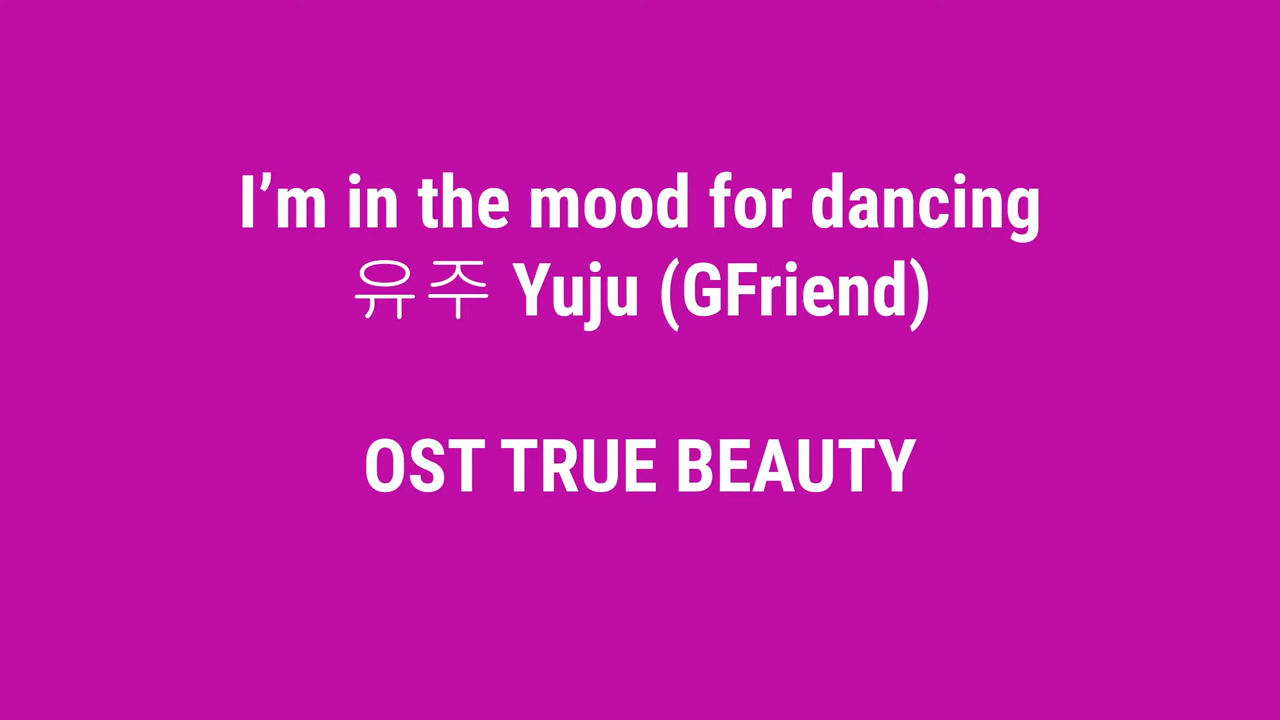 I’m in the mood for dancing
유주 Yuju (GFriend)
OST TRUE BEAUTY